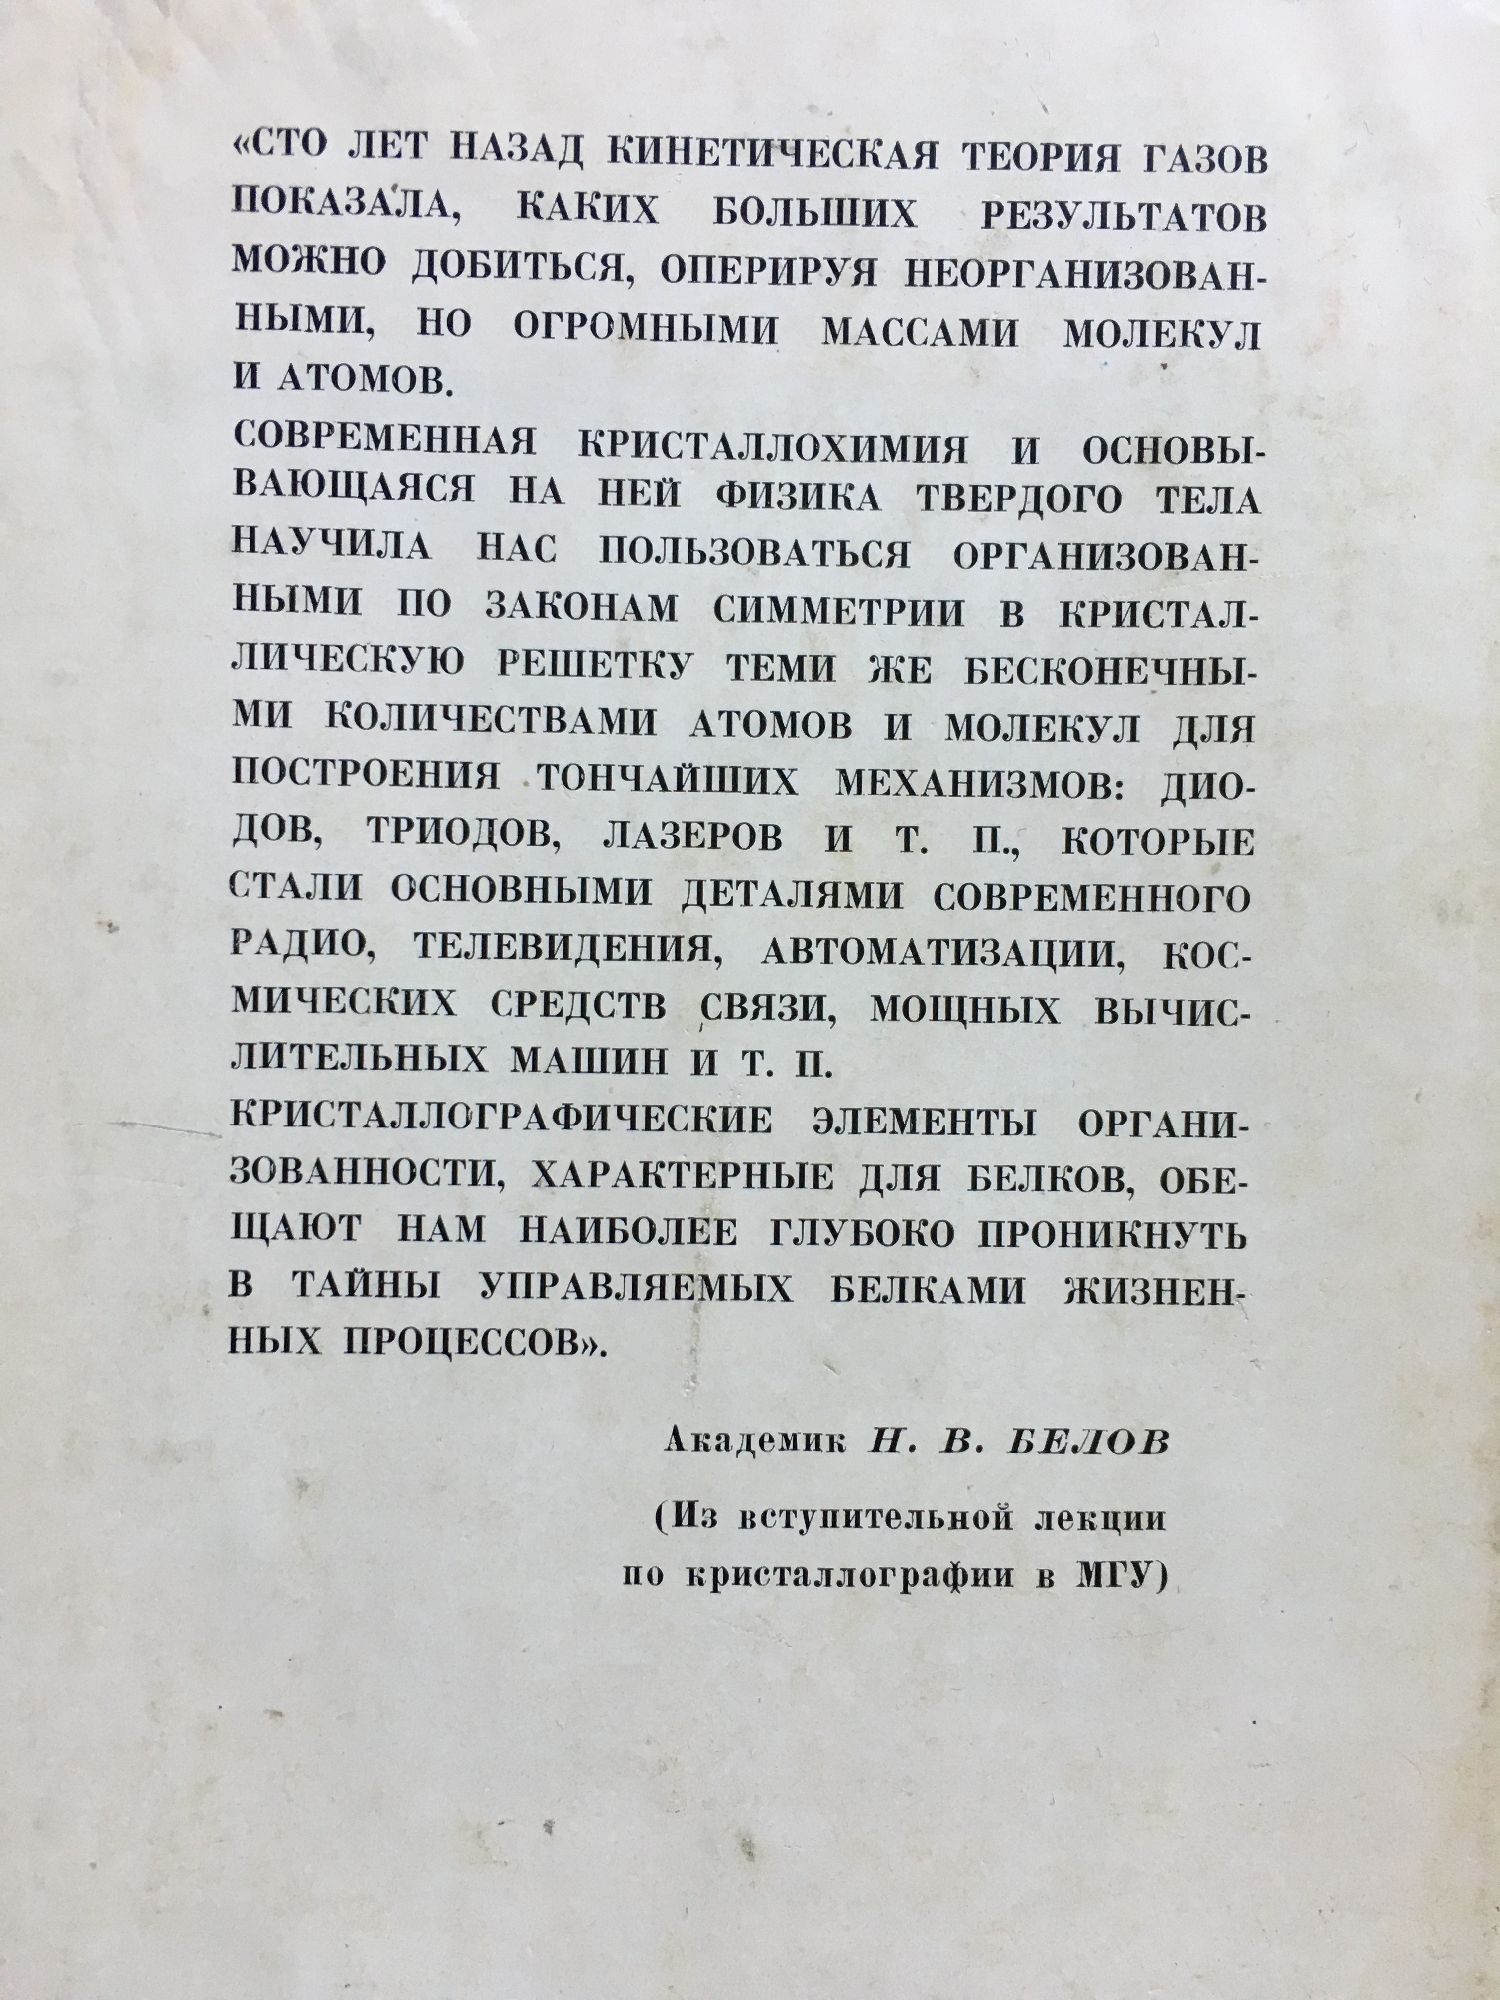 «СТО ЛЕТ НАЗАД КИНЕТИЧЕСКАЯ ТЕОРИЯ ГАЗОВ
ПОКАЗАЛА, КАКИХ БОЛЬШИХ РЕЗУЛЬТАТОВ
МОЖНО ДОБИТЬСЯ, ОПЕРИРУЯ НЕОРГАНИЗОВАН-
НЫМИ, НО ОГРОМНЫМИ МАССАМИ МОЛЕКУЛ
И АТОМОВ.
СОВРЕМЕННАЯ КРИСТАЛЛОХИМИЯ И ОСНОВЫ-
ВАЮЩАЯСЯ НА НЕЙ ФИЗИКА ТВЕРДОГО ТЕЛА
НАУЧИЛА НАС ПОЛЬЗОВАТЬСЯ ОРГАНИЗОВАН-
НЫМИ ПО ЗАКОНАМ СИММЕТРИИ В КРИСТАЛ-
ЛИЧЕСКУЮ РЕШЕТКУ ТЕМИ ЖЕ БЕСКОНЕЧНЫ-
МИ КОЛИЧЕСТВАМИ АТОМОВ И МОЛЕКУЛ ДЛЯ
ПОСТРОЕНИЯ ТОНЧАЙШИХ МЕХАНИЗМОВ: ДИО-
ДОВ, ТРИОДОВ, ЛАЗЕРОВ И Т. П., КОТОРЫЕ
СТАЛИ ОСНОВНЫМИ ДЕТАЛЯМИ СОВРЕМЕННОГО
РАДИО, ТЕЛЕВИДЕНИЯ, АВТОМАТИЗАЦИИ, КОС-
МИЧЕСКИХ СРЕДСТВ СВЯЗИ, МОЩНЫХ ВЫЧИС-
ЛИТЕЛЬНЫХ МАШИН И Т. П.
КРИСТАЛЛОГРАФИЧЕСКИЕ ЭЛЕМЕНТЫ ОРГАНИ-
ЗОВАННОСТИ, ХАРАКТЕРНЫЕ ДЛЯ БЕЛКОВ, ОБЕ-
ЩАЮТ НАМ НАИБОЛЕЕ ГЛУБОКО ПРОНИКНУТЬ
В ТАЙНЫ УПРАВЛЯЕМЫХ БЕЛКАМИ ЖИЗНЕН-
НЫХ ПРОЦЕССОВ».
Академик Н. В. БЕЛОВ
(Из вступительной лекции
по кристаллографии в МГУ)